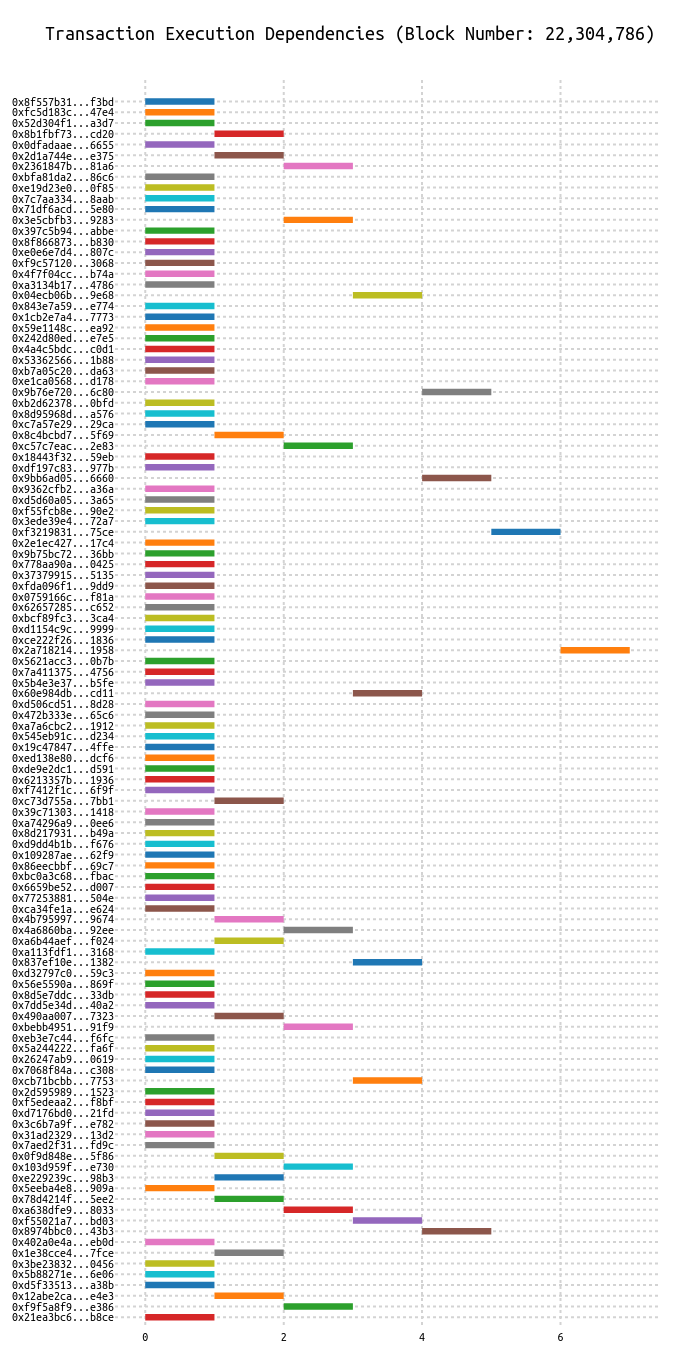 Transaction Execution Dependencies (Block Number: 22,304,786)
0x8f557b31...f3bd
0xfc5d183c...47e4
0x52d304f1...a3d7
0x8b1fbf73...cd20
0x0dfadaae...6655
0x2d1a744e...e375
0x2361847b...81a6
0xbfa81da2...86c6
0xe19d23e0...0f85
0x7c7aa334...8aab
0x71df6acd...5e80
0x3e5cbfb3...9283
0x397c5b94...abbe
0x8f866873...b830
0xe0e6e7d4...807c
0xf9c57120...3068
0x4f7f04cc...b74a
0xa3134b17...4786
0x04ecb06b...9e68
0x843e7a59...e774
0x1cb2e7a4...7773
0x59e1148c...ea92
0x242d80ed...e7e5
0x4a4c5bdc...c0d1
0x53362566...1b88
0xb7a05c20...da63
0xe1ca0568...d178
0x9b76e720...6c80
0xb2d62378...0bfd
0x8d95968d...a576
0xc7a57e29...29ca
0x8c4bcbd7...5f69
0xc57c7eac...2e83
0x18443f32...59eb
0xdf197c83...977b
0x9bb6ad05...6660
0x9362cfb2...a36a
0xd5d60a05...3a65
0xf55fcb8e...90e2
0x3ede39e4...72a7
0xf3219831...75ce
0x2e1ec427...17c4
0x9b75bc72...36bb
0x778aa90a...0425
0x37379915...5135
0xfda096f1...9dd9
0x0759166c...f81a
0x62657285...c652
0xbcf89fc3...3ca4
0xd1154c9c...9999
0xce222f26...1836
0x2a718214...1958
0x5621acc3...0b7b
0x7a411375...4756
0x5b4e3e37...b5fe
0x60e984db...cd11
0xd506cd51...8d28
0x472b333e...65c6
0xa7a6cbc2...1912
0x545eb91c...d234
0x19c47847...4ffe
0xed138e80...dcf6
0xde9e2dc1...d591
0x6213357b...1936
0xf7412f1c...6f9f
0xc73d755a...7bb1
0x39c71303...1418
0xa74296a9...0ee6
0x8d217931...b49a
0xd9dd4b1b...f676
0x109287ae...62f9
0x86eecbbf...69c7
0xbc0a3c68...fbac
0x6659be52...d007
0x77253881...504e
0xca34fe1a...e624
0x4b795997...9674
0x4a6860ba...92ee
0xa6b44aef...f024
0xa113fdf1...3168
0x837ef10e...1382
0xd32797c0...59c3
0x56e5590a...869f
0x8d5e7ddc...33db
0x7dd5e34d...40a2
0x490aa007...7323
0xbebb4951...91f9
0xeb3e7c44...f6fc
0x5a244222...fa6f
0x26247ab9...0619
0x7068f84a...c308
0xcb71bcbb...7753
0x2d595989...1523
0xf5edeaa2...f8bf
0xd7176bd0...21fd
0x3c6b7a9f...e782
0x31ad2329...13d2
0x7aed2f31...fd9c
0x0f9d848e...5f86
0x103d959f...e730
0xe229239c...98b3
0x5eeba4e8...909a
0x78d4214f...5ee2
0xa638dfe9...8033
0xf55021a7...bd03
0x8974bbc0...43b3
0x402a0e4a...eb0d
0x1e38cce4...7fce
0x3be23832...0456
0x5b88271e...6e06
0xd5f33513...a38b
0x12abe2ca...e4e3
0xf9f5a8f9...e386
0x21ea3bc6...b8ce
0 2 4 6